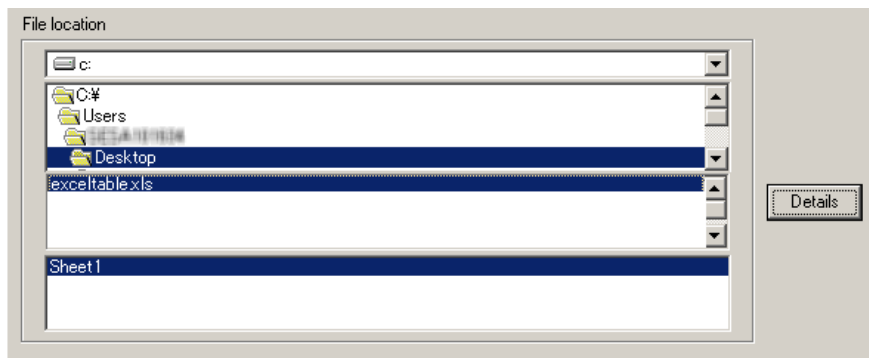 File location
c:
C:¥
Users
Desktop
exceltable.xls
Details
Sheet1